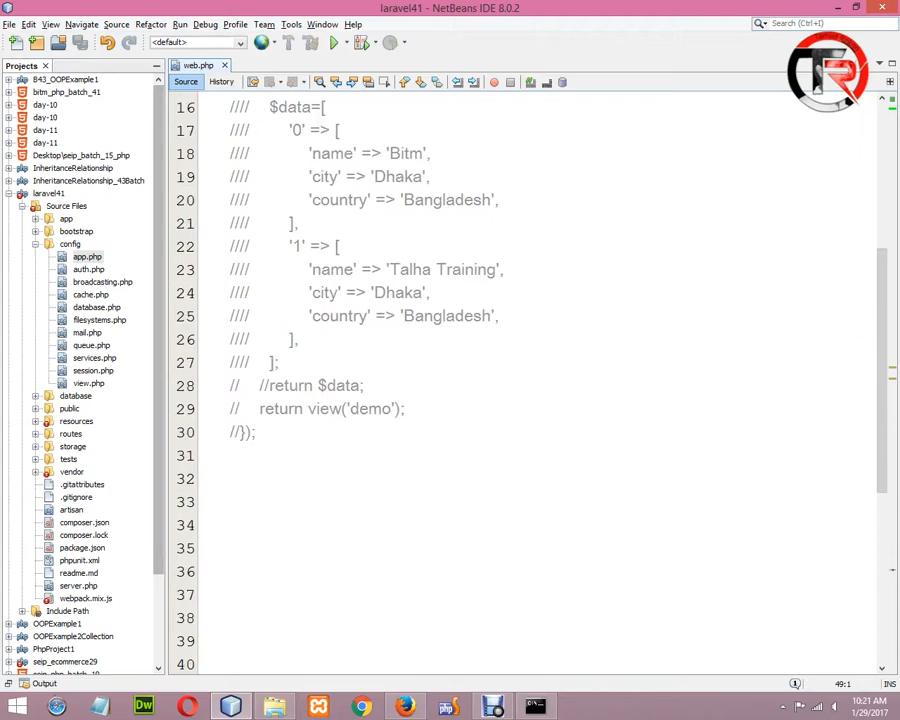 laravel41 - NetBeans IDE 8.0.2
File Edit View Navigate Source Refactor Run Debug Profile Team Tools Window Help
Search (Ctrl+I)
<default>
Projects
web.php
Source History
B43_OOPExample1
bitm_php_batch_41
day-10
day-10
day-11
day-11
Desktop\seip_batch_15_php
InheritanceRelationship
InheritanceRelationship_43Batch
laravel41
Source Files
app
bootstrap
config
app.php
auth.php
broadcasting.php
cache.php
database.php
filesystems.php
mail.php
queue.php
services.php
session.php
view.php
database
public
resources
routes
storage
tests
vendor
.gitattributes
.gitignore
artisan
composer.json
composer.lock
package.json
phpunit.xml
readme.md
server.php
webpack.mix.js
Include Path
OOPExample1
OOPExample2Collection
PhpProject1
seip_ecommerce29
16 //// $data=[
17 //// '0' => [
18 //// 'name' => 'Bitm',
19 //// 'city' => 'Dhaka',
20 //// 'country' => 'Bangladesh',
21 //// ],
22 //// '1' => [
23 //// 'name' => 'Talha Training',
24 //// 'city' => 'Dhaka',
25 //// 'country' => 'Bangladesh',
26 //// ],
27 //// ];
28 // //return $data;
29 // return view('demo');
30 //});
31
32
33
34
35
36
37
38
39
40
Output
49:1 INS
Dw
10:21 AM
1/29/2017